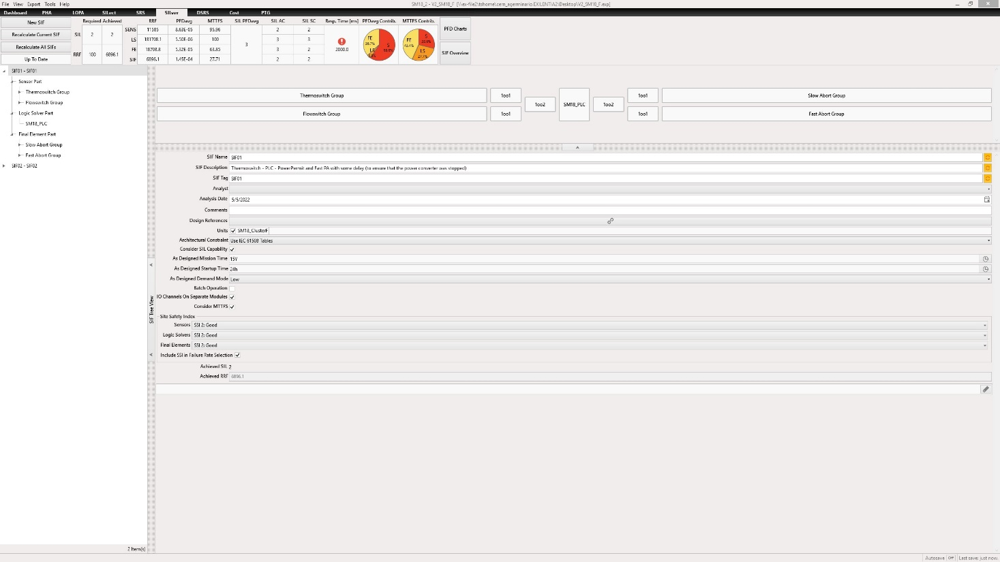 SM18_2 - V2_SM18_F [\\ex-file2\tshome\cern_agerminario.EXILENTIA2\Desktop\V2_SM18_F.exp]
File View Export Tools Help
Dashboard PHA LOPA SILect SRS SILver DSRS Cost PTG
New SIF
Recalculate Current SIF
Recalculate All SIFs
Up To Date
Required Achieved
SIL 2 2
RRF 100 6896.1
RRF PFDavg MTTFS SIL PFDavg SIL AC SIL SC Resp. Time [ms] PFDavg Contrib. MTTFS Contrib.
SENS 11585 8.63E-05 95.96 2 2
LS 181708.1 5.50E-06 100 3 3
FE 18798.8 5.32E-05 63.85 3 2
SIF 6896.1 1.45E-04 27.71 2 2
3
2000.0
FE
36.7%
S
LS
FE
43.4%
S
LS
27.7%
PFD Charts
SIF Overview
SIF01 - SIF01
Sensor Part
Thermoswitch Group
Flowswitch Group
Logic Solver Part
SM18_PLC
Final Element Part
Slow Abort Group
Fast Abort Group
SIF02 - SIF02
2 Item(s)
SIF Tree View
Thermoswitch Group 1oo1 1oo2 SM18_PLC 1oo2 1oo1 Slow Abort Group
Flowswitch Group 1oo1 1oo1 Fast Abort Group
SIF Name SIF01
SIF Description Thermoswitch - PLC - PowerPermit and Fast PA with some delay (to ensure that the power converter was stopped)
SIF Tag SIF01
Analyst
Analysis Date 5/5/2022
Comments
Design References
Units SM18_ClusterF
Architectural Constraint Use IEC 61508 Tables
Consider SIL Capability
As Designed Mission Time 15Y
As Designed Startup Time 24h
As Designed Demand Mode Low
Batch Operation
IO Channels On Separate Modules
Consider MTTFS
Site Safety Index
Sensors SSI 2: Good
Logic Solvers SSI 2: Good
Final Elements SSI 2: Good
Include SSI in Failure Rate Selection
Achieved SIL 2
Achieved RRF 6896.1
Autosave Off Last save: just now.